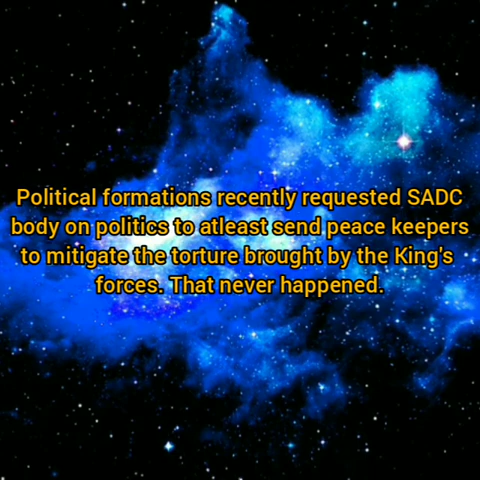 Political formations recently requested SADC
body on politics to atleast send peace keepers
to mitigate the torture brought by the King's
forces. That never happened.